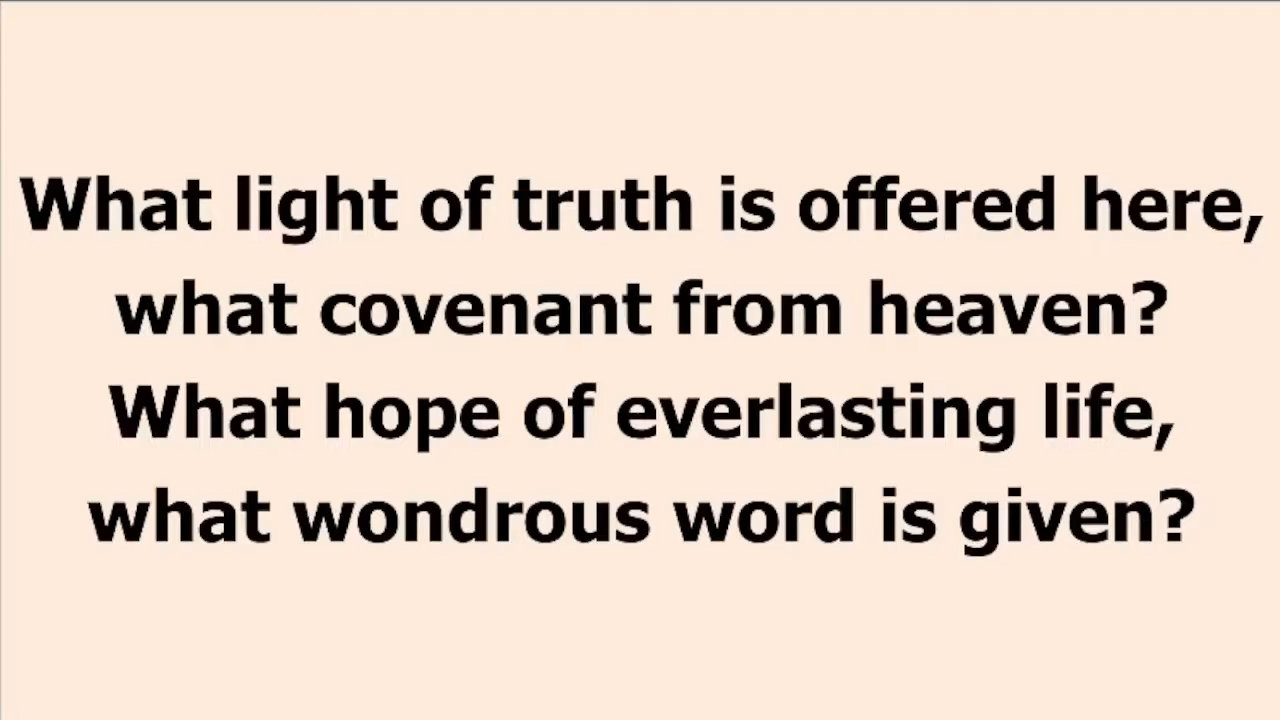 What light of truth is offered here,
what covenant from heaven?
What hope of everlasting life,
what wondrous word is given?